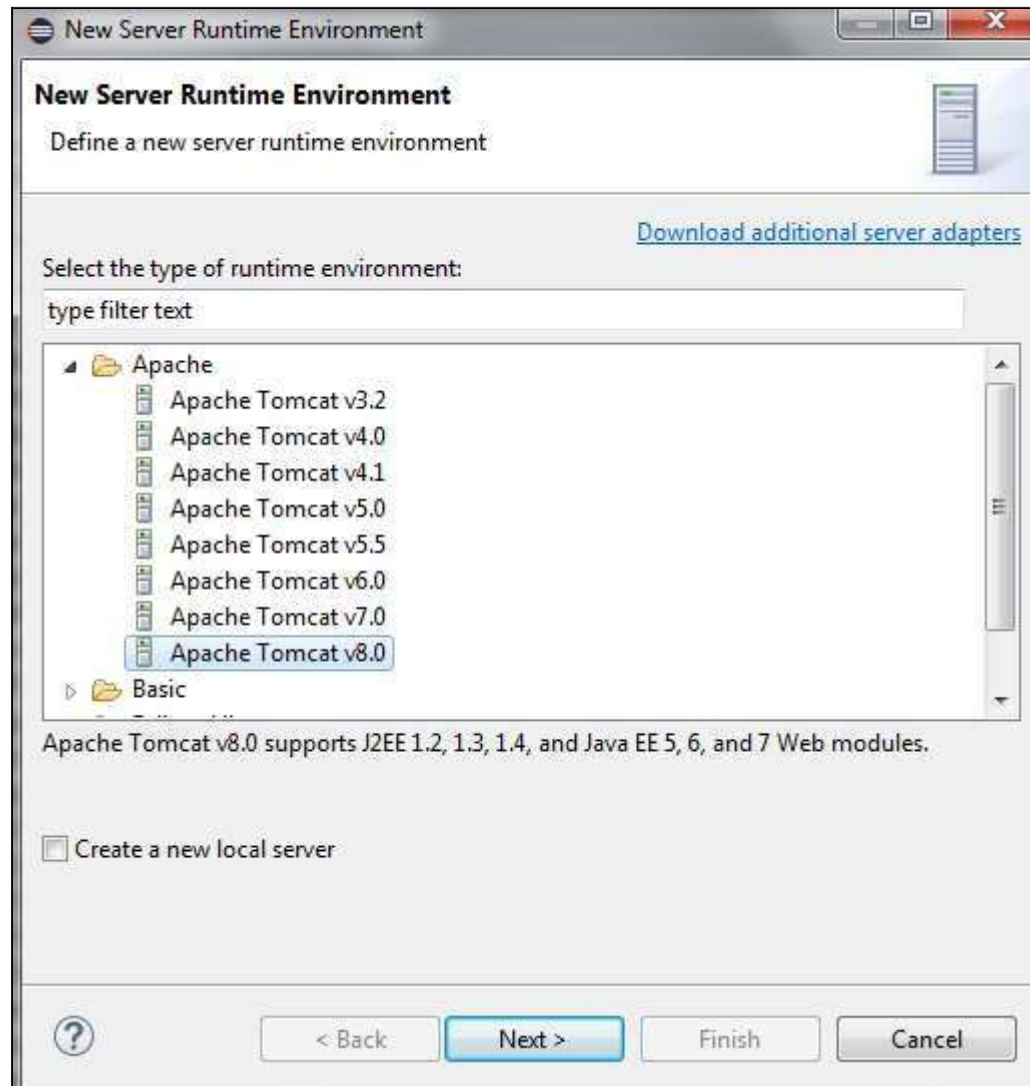 New Server Runtime Environment
New Server Runtime Environment
Define a new server runtime environment
Download additional server adapters
Select the type of runtime environment:
type filter text
Apache
Apache Tomcat v3.2
Apache Tomcat v4.0
Apache Tomcat v4.1
Apache Tomcat v5.0
Apache Tomcat v5.5
Apache Tomcat v6.0
Apache Tomcat v7.0
Apache Tomcat v8.0
Basic
Apache Tomcat v8.0 supports J2EE 1.2, 1.3, 1.4, and Java EE 5, 6, and 7 Web modules.
Create a new local server
? < Back Next > Finish Cancel